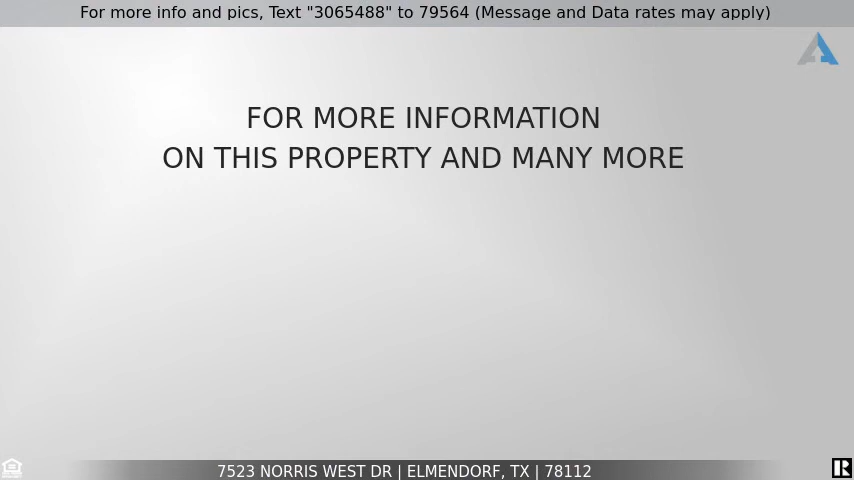 For more info and pics, Text "3065488" to 79564 (Message and Data rates may apply)
FOR MORE INFORMATION
ON THIS PROPERTY AND MANY MORE
7523 NORRIS WEST DR | ELMENDORF, TX | 78112